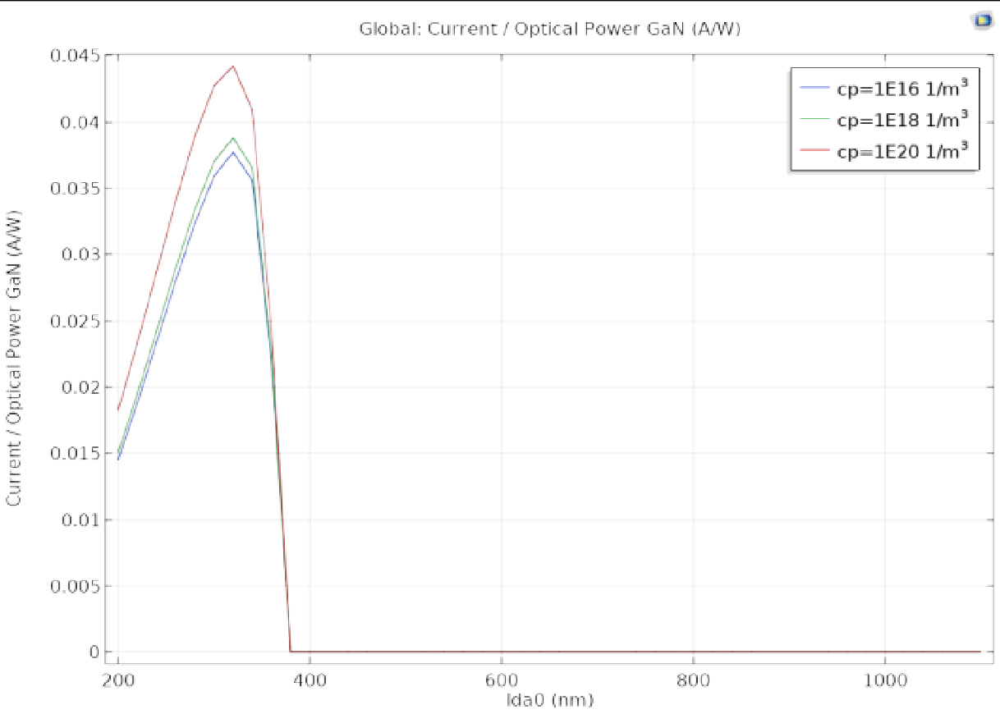 Global: Current / Optical Power GaN (A/W)
cp=1E16 1/m³
cp=1E18 1/m³
cp=1E20 1/m³
Current / Optical Power GaN (A/W)
0.045
0.04
0.035
0.03
0.025
0.02
0.015
0.01
0.005
0
200 400 600 800 1000
lda0 (nm)